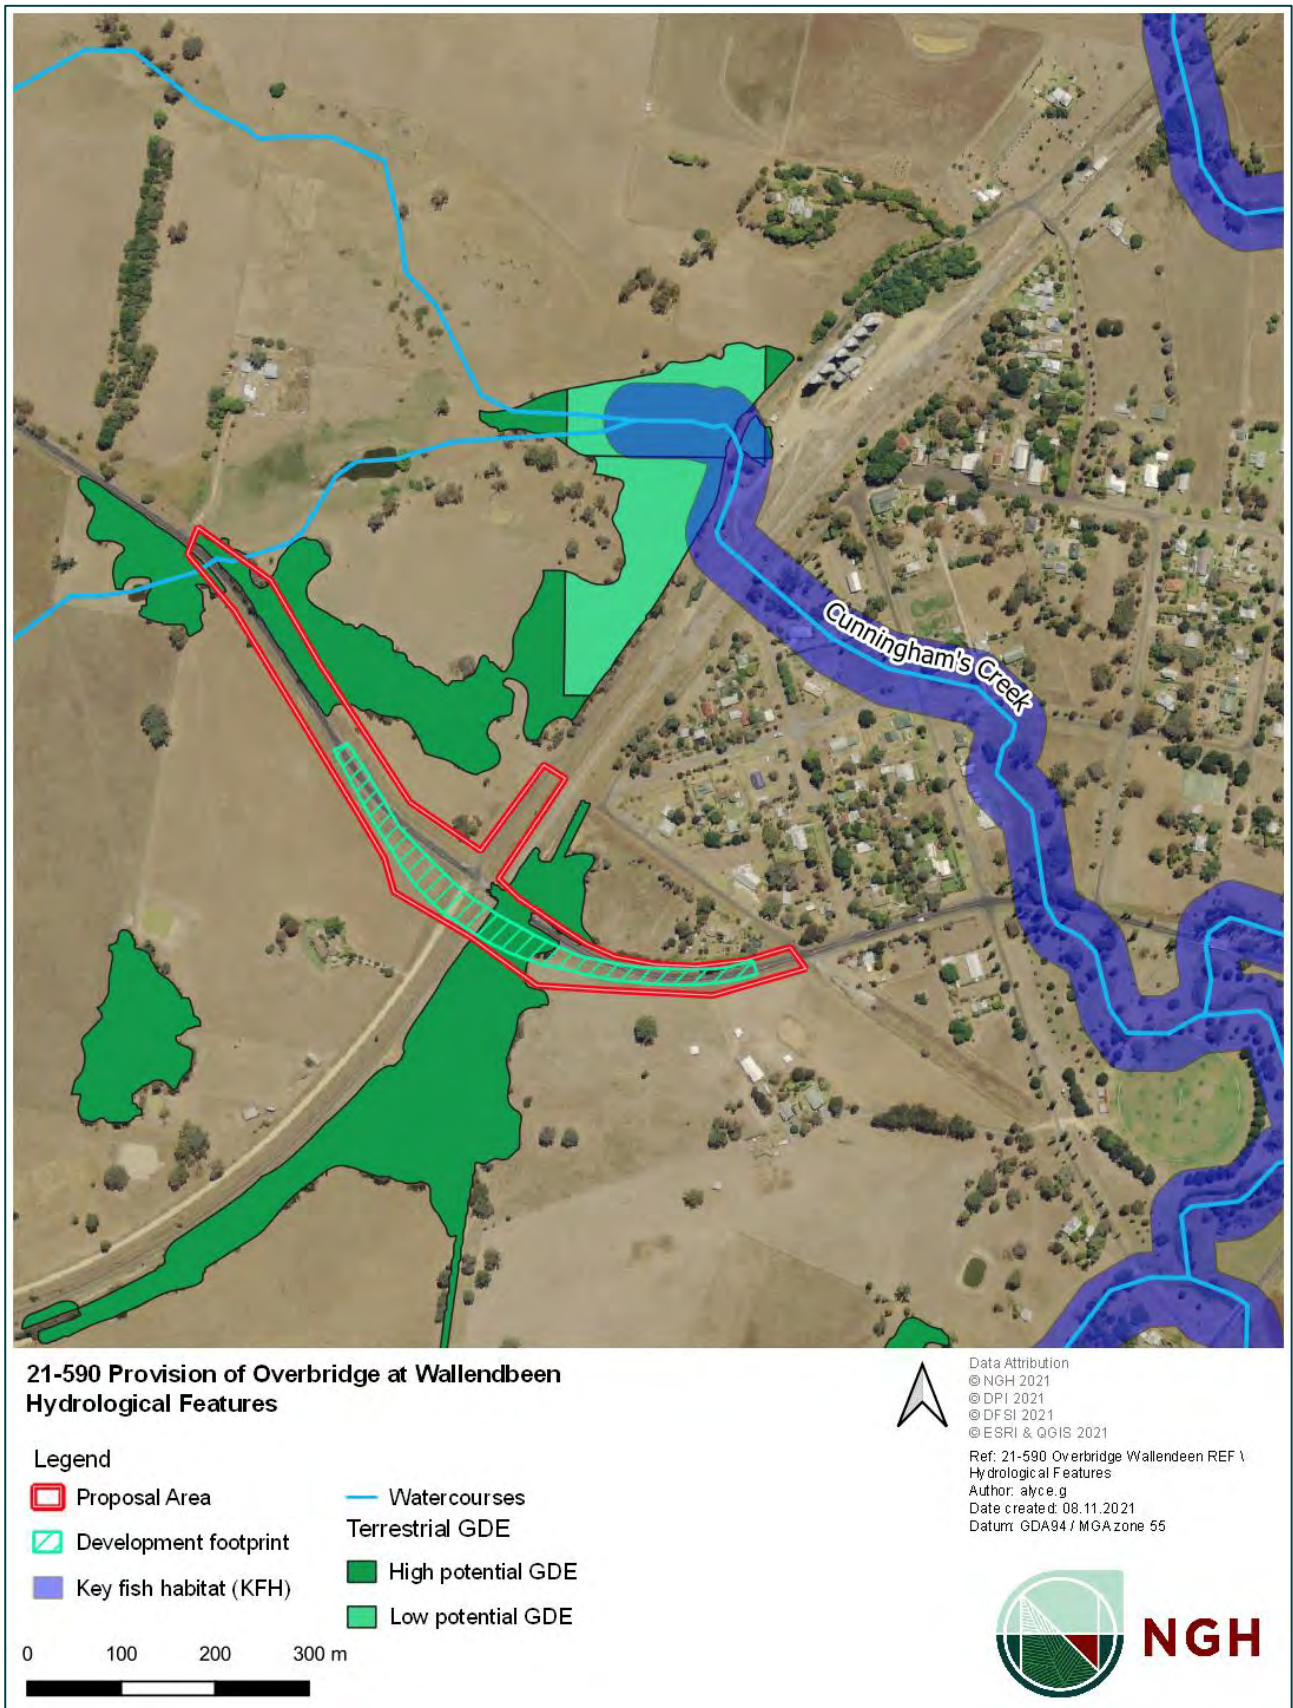 Cunningham's Creek
21-590 Provision of Overbridge at Wallendbeen
Hydrological Features
Legend
Proposal Area
Development footprint
Key fish habitat (KFH)
Watercourses
Terrestrial GDE
High potential GDE
Low potential GDE
0 100 200 300 m
Data Attribution
© NGH 2021
© DPI 2021
© DFSI 2021
© ESRI & QGIS 2021
Ref: 21-590 Overbridge Wallendeen REF \
Hydrological Features
Author: alyce.g
Date created: 08.11.2021
Datum: GDA94 / MGA zone 55
NGH